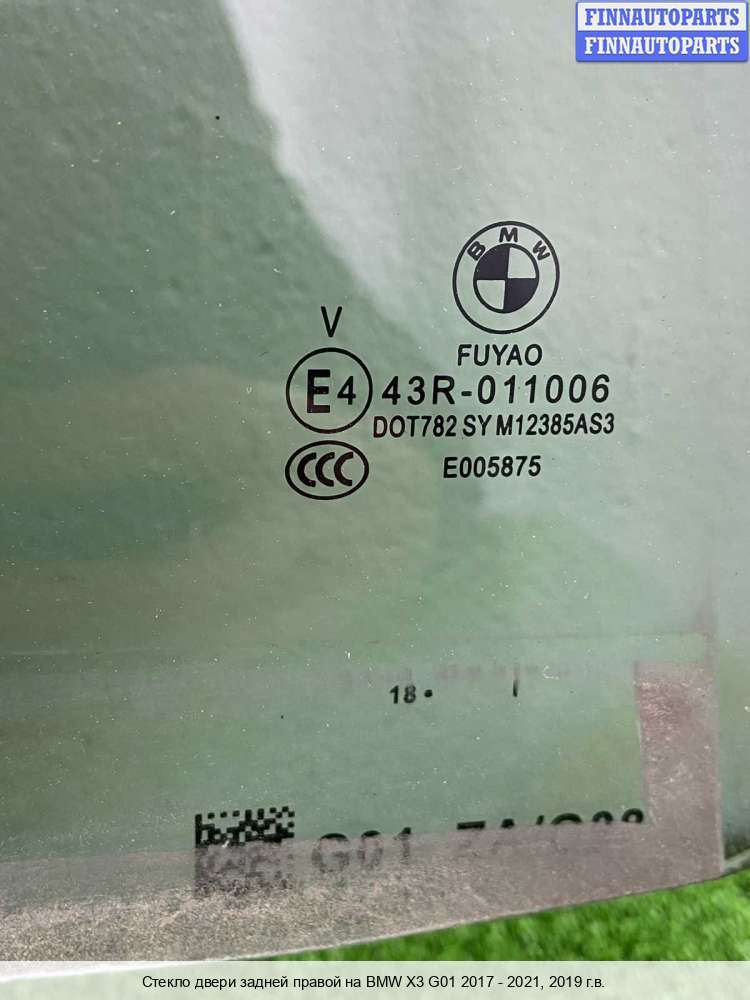 FINNAUTOPARTS
FINNAUTOPARTS
BMW
V
FUYAO
E4 43R-011006
DOT782 SY M12385AS3
CCC E005875
18 •
G01
Стекло двери задней правой на BMW X3 G01 2017 - 2021, 2019 г.в.